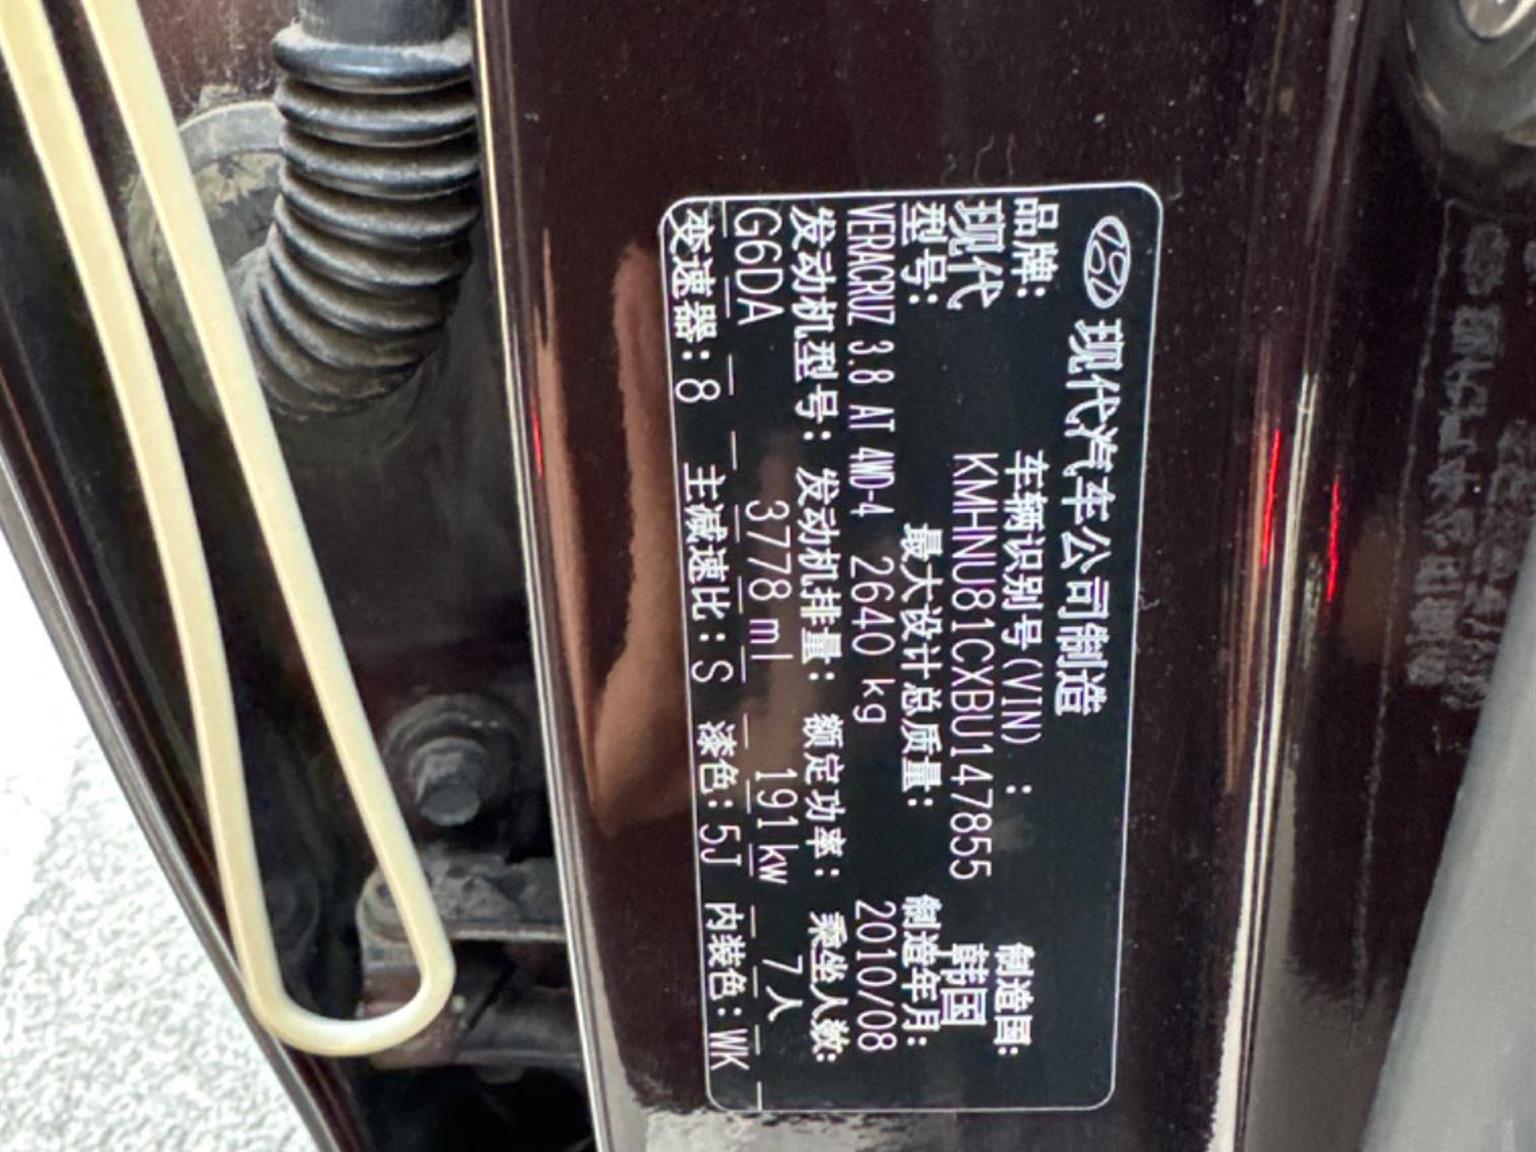 现代汽车公司制造
品牌: 车辆识别号(VIN) : 制造国:
现代 KMHNU81CXBU147855 韩国
型号: 最大设计总质量: 制造年月:
VERACRUZ 3.8 AT 4WD-4 2640 kg 2010/08
发动机型号: 发动机排量: 额定功率: 乘坐人数:
G6DA 3778 ml 191 kw 7 人
变速器: 8 主减速比: S 漆色: 5J 内装色: WK